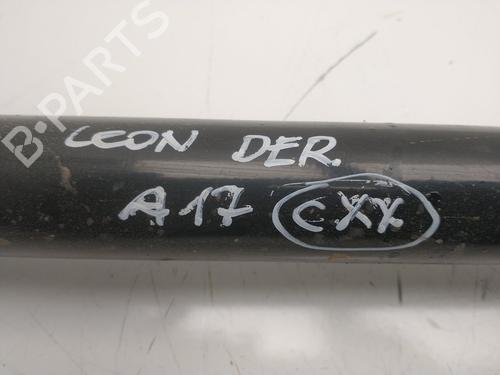 B-PARTS
LEON DER.
A17 CXX